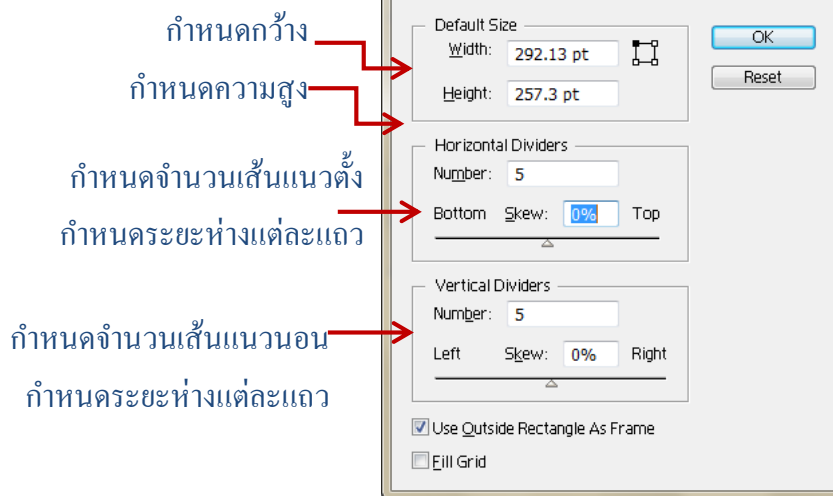 กำหนดกว้าง
กำหนดความสูง
กำหนดจำนวนเส้นแนวตั้ง
กำหนดระยะห่างแต่ละแถว
กำหนดจำนวนเส้นแนวนอน
กำหนดระยะห่างแต่ละแถว
Default Size
Width: 292.13 pt
Height: 257.3 pt
OK
Reset
Horizontal Dividers
Number: 5
Bottom Skew: 0% Top
Vertical Dividers
Number: 5
Left Skew: 0% Right
Use Outside Rectangle As Frame
Fill Grid